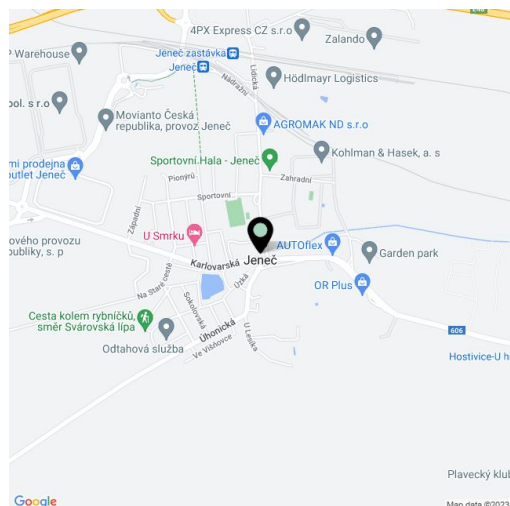 4PX Express CZ s.r.o
Zalando
P Warehouse
Jeneč zastávka
Jeneč
Nádražní
Lidická
Hödlmayr Logistics
pol. s r.o
Movianto Česká
republika, provoz Jeneč
AGROMAK ND s.r.o
Kohlman & Hasek, a. s
mi prodejna
outlet Jeneč
Sportovní Hala - Jeneč
Pionýrů
Zahradní
Sportovní
Západní
U Smrku
AUTOflex
ového provozu
publiky, s. p
Garden park
Karlovarská
Jeneč
Na Staré cestě
Úzká
OR Plus
Sokolovská
Cesta kolem rybníčků,
směr Svárovská lípa
U Lesíka
606
Úhonická
Odtahová služba
Ve Višňovce
Hostivice-U h
Plavecký klub
Google
Map data ©2023